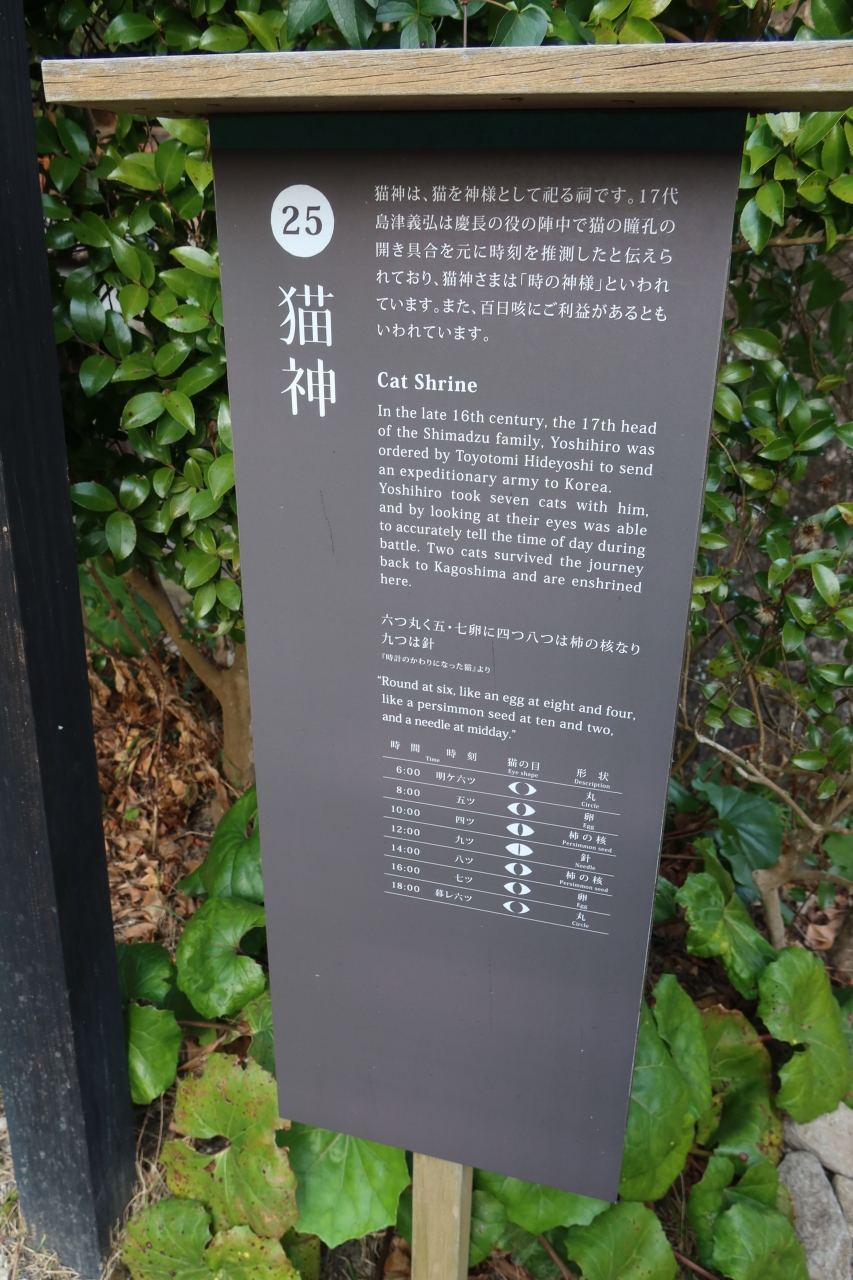 25
猫神
猫神は、猫を神様として祀る祠です。17代
島津義弘は慶長の役の陣中で猫の瞳孔の
開き具合を元に時刻を推測したと伝えら
れており、猫神さまは「時の神様」といわれ
ています。また、百日咳にご利益があるとも
いわれています。
Cat Shrine
In the late 16th century, the 17th head
of the Shimadzu family, Yoshihiro was
ordered by Toyotomi Hideyoshi to send
an expeditionary army to Korea.
Yoshihiro took seven cats with him,
and by looking at their eyes was able
to accurately tell the time of day during
battle. Two cats survived the journey
back to Kagoshima and are enshrined
here.
六つ丸く五・七卵に四つ八つは柿の核なり
九つは針
『時計のかわりになった猫』より
"Round at six, like an egg at eight and four,
like a persimmon seed at ten and two,
and a needle at midday."
時間 時刻 猫の目 形状
Time Eye shape Description
6:00 明ケ六ツ 丸
Circle
8:00 五ツ 卵
Egg
10:00 四ツ 柿の核
Persimmon seed
12:00 九ツ 針
Needle
14:00 八ツ 柿の核
Persimmon seed
16:00 七ツ 卵
Egg
18:00 暮レ六ツ 丸
Circle